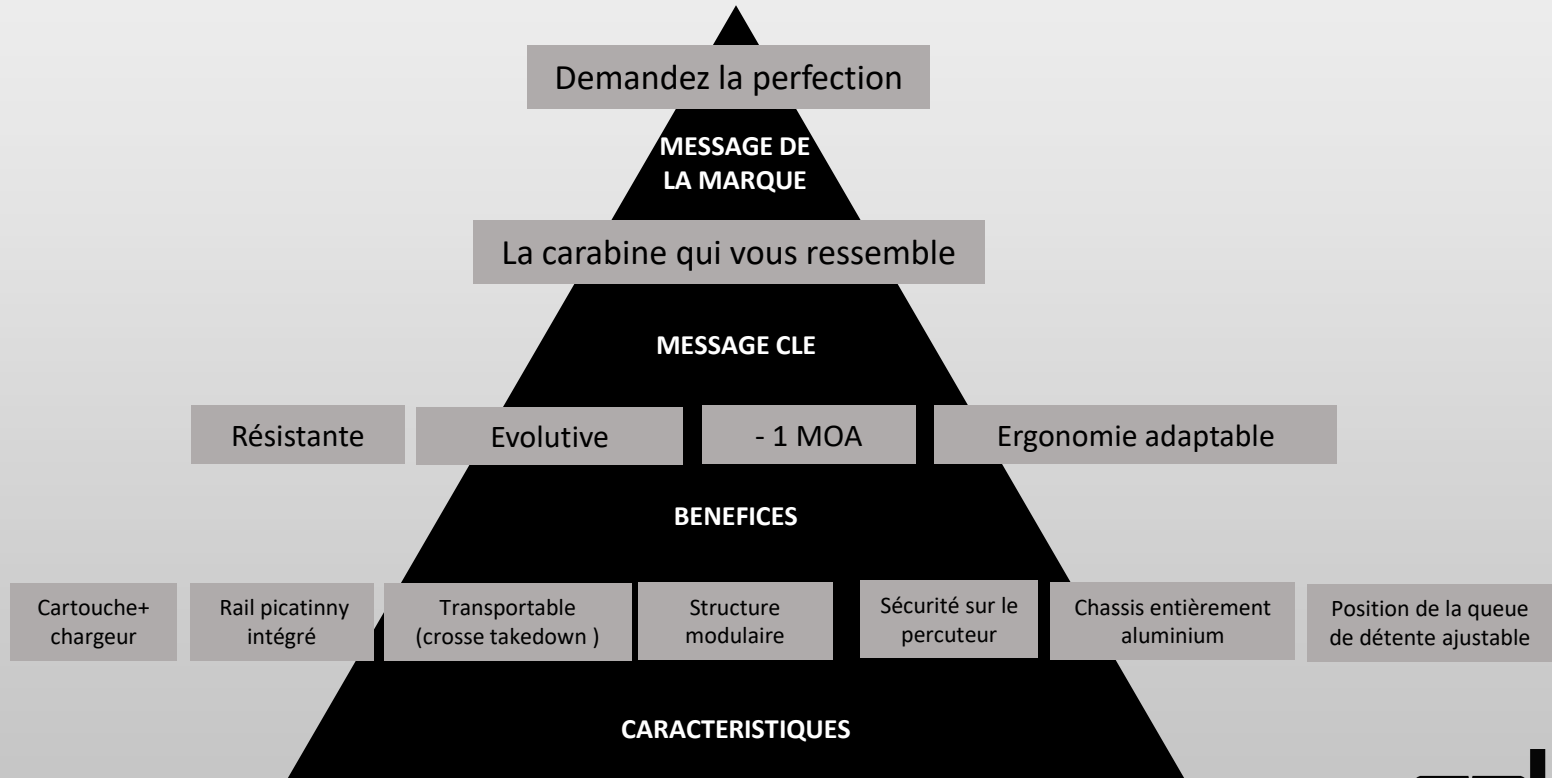 Demandez la perfection
MESSAGE DE
LA MARQUE
La carabine qui vous ressemble
MESSAGE CLE
Résistante
Evolutive
- 1 MOA
Ergonomie adaptable
BENEFICES
Cartouche+
chargeur
Rail picatinny
intégré
Transportable
(crosse takedown )
Structure
modulaire
Sécurité sur le
percuteur
Chassis entièrement
aluminium
Position de la queue
de détente ajustable
CARACTERISTIQUES